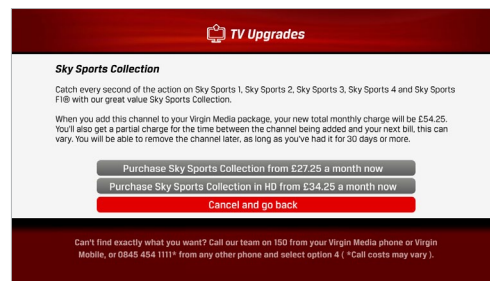 TV Upgrades
Sky Sports Collection
Catch every second of the action on Sky Sports 1, Sky Sports 2, Sky Sports 3, Sky Sports 4 and Sky Sports
F1® with our great value Sky Sports Collection.
When you add this channel to your Virgin Media package, your new total monthly charge will be £54.25.
You'll also get a partial charge for the time between the channel being added and your next bill, this can
vary. You will be able to remove the channel later, as long as you've had it for 30 days or more.
Purchase Sky Sports Collection from £27.25 a month now
Purchase Sky Sports Collection in HD from £34.25 a month now
Cancel and go back
Can't find exactly what you want? Call our team on 150 from your Virgin Media phone or Virgin
Mobile, or 0845 454 1111* from any other phone and select option 4 ( *Call costs may vary ).